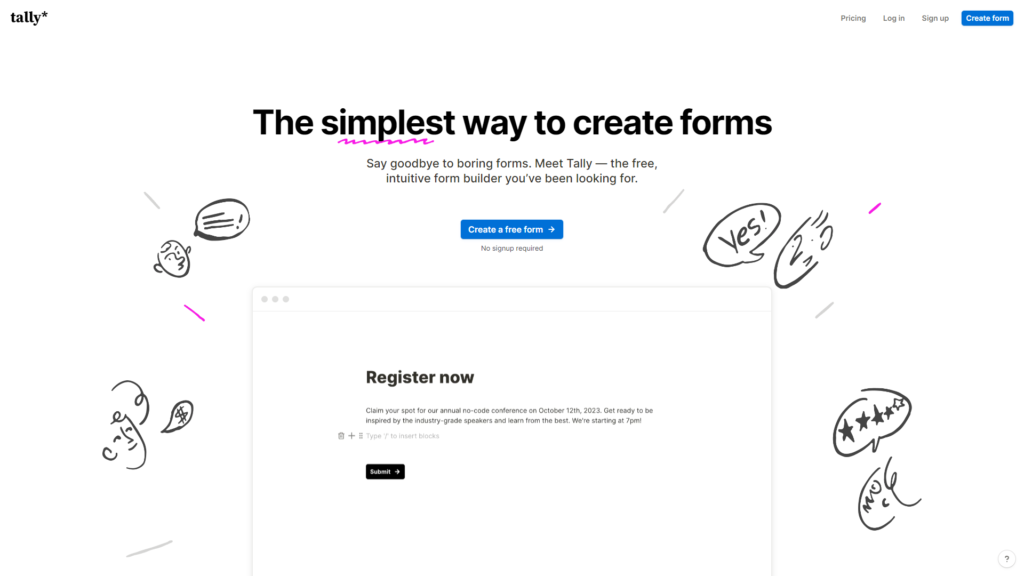 tally*
Pricing
Log in
Sign up
Create form
The simplest way to create forms
Say goodbye to boring forms. Meet Tally — the free,
intuitive form builder you've been looking for.
Create a free form →
No signup required
yes!
$
Register now
Claim your spot for our annual no-code conference on October 12th, 2023. Get ready to
be inspired by the industry-grade speakers and learn from the best. We're starting at 7pm!
Type '/' to insert blocks
Submit →
?